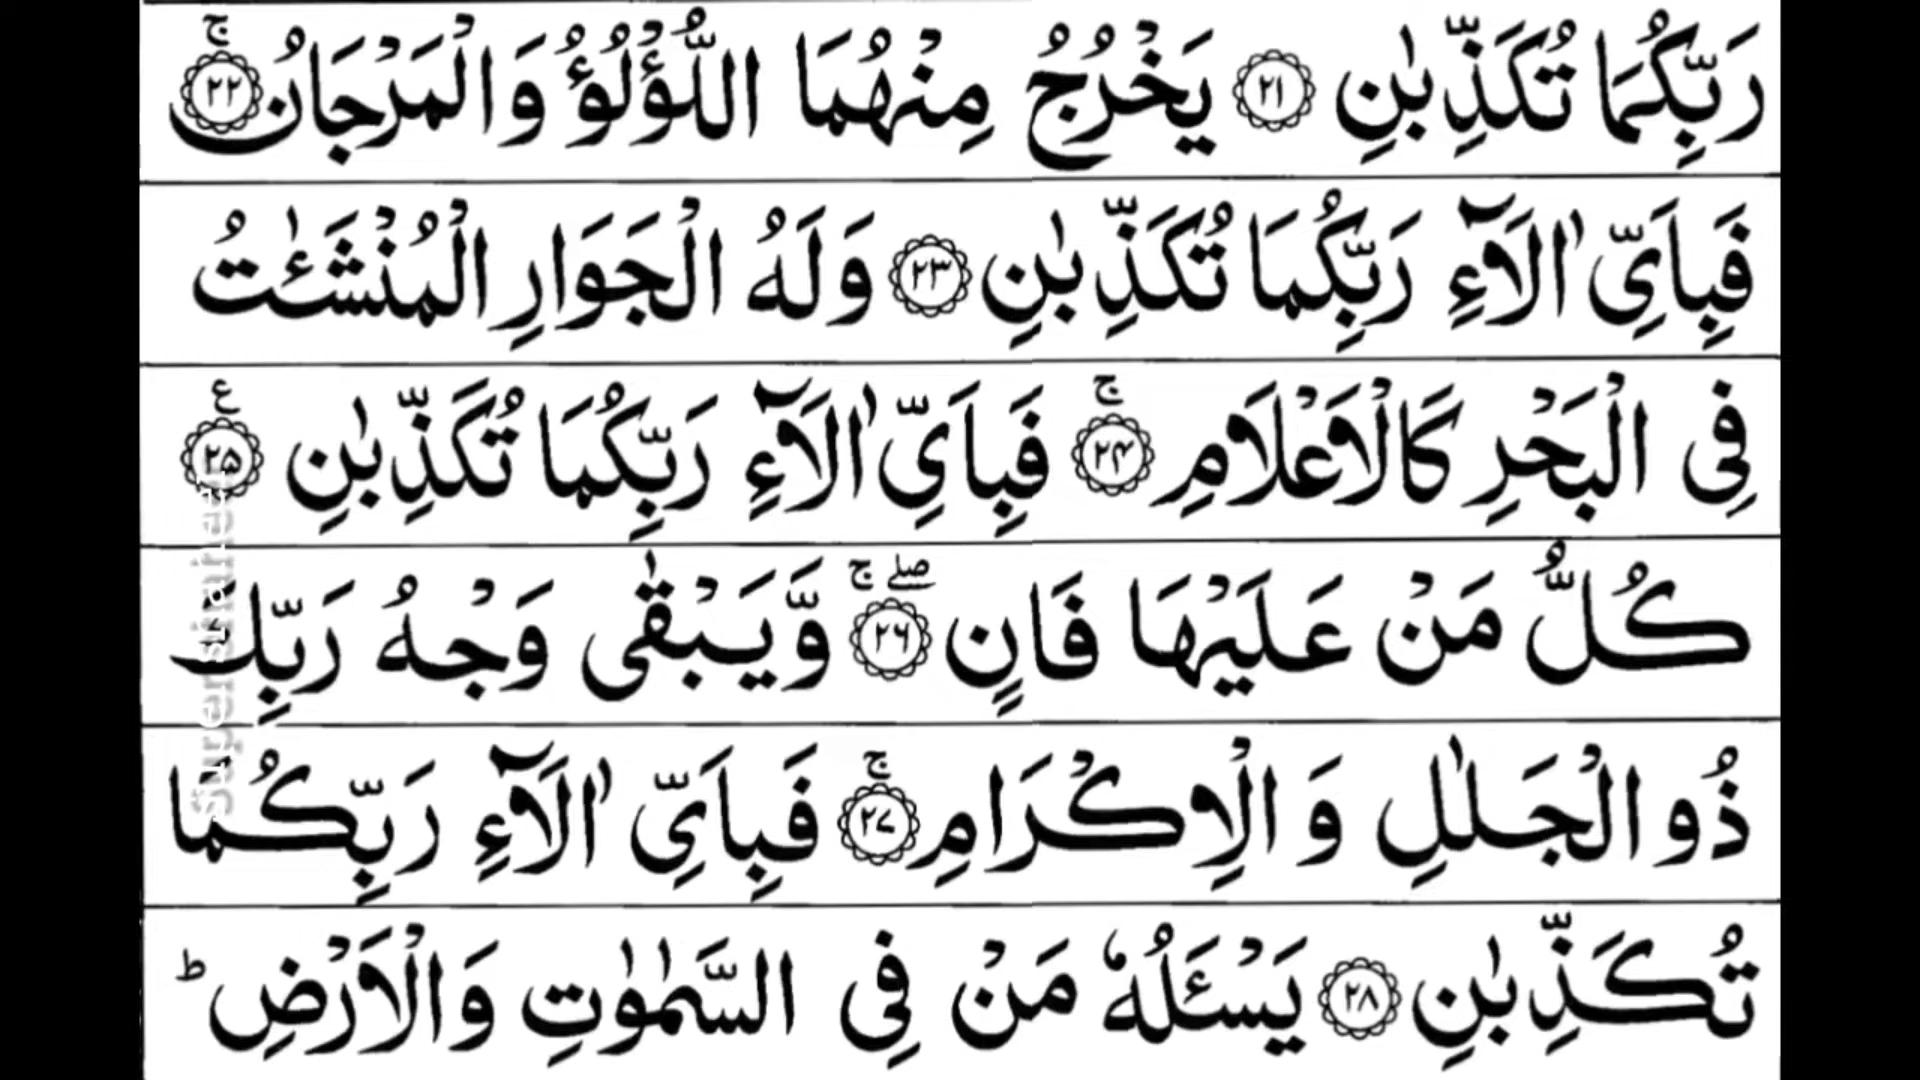 رَبِّكُمَا تُكَذِّبٰنِ ۝٢١ يَخْرُجُ مِنْهُمَا اللُّؤْلُؤُ وَالْمَرْجَانُ ۝٢٢ ۚ
فَبِاَىِّ اٰلَآءِ رَبِّكُمَا تُكَذِّبٰنِ ۝٢٣ وَلَهُ الْجَوَارِ الْمُنْشَئٰتُ
فِى الْبَحْرِ كَالْاَعْلَامِ ۝٢٤ ۚ فَبِاَىِّ اٰلَآءِ رَبِّكُمَا تُكَذِّبٰنِ ۝٢٥ ع
كُلُّ مَنْ عَلَيْهَا فَانٍ ۝٢٦ صلے ج وَّيَبْقٰى وَجْهُ رَبِّكَ
ذُو الْجَلٰلِ وَالْاِكْرَامِ ۝٢٧ ۚ فَبِاَىِّ اٰلَآءِ رَبِّكُمَا
تُكَذِّبٰنِ ۝٢٨ يَسْئَلُهٗ مَنْ فِى السَّمٰوٰتِ وَالْاَرْضِ ؕ